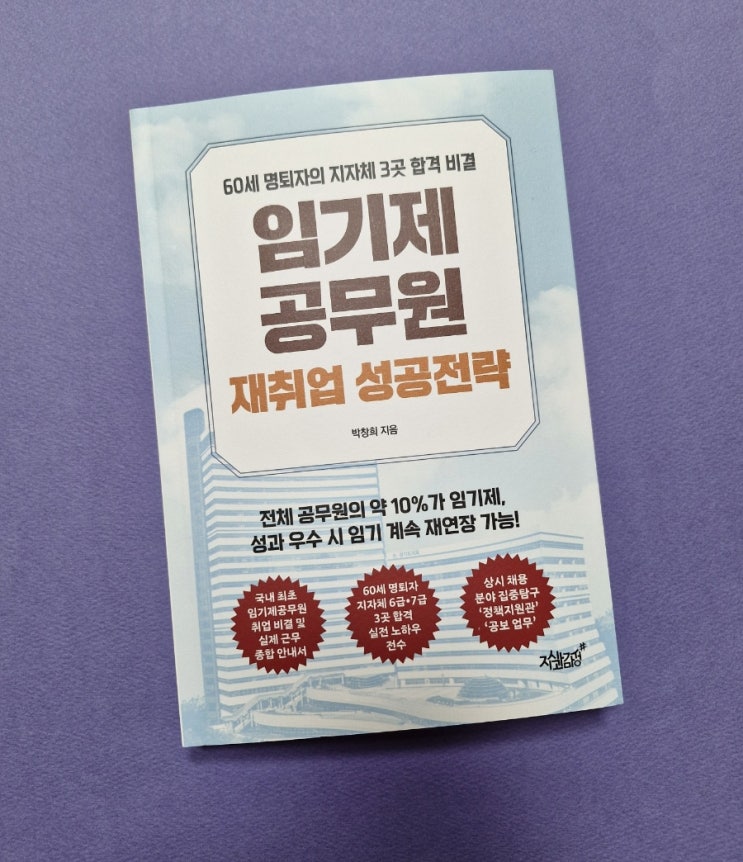 60세 명퇴자의 지자체 3곳 합격 비결
임기제
공무원
재취업 성공전략
박창희 지음
전체 공무원의 약 10%가 임기제,
성과 우수 시 임기 계속 재연장 가능!
국내 최초
임기제공무원
취업 비결 및
실제 근무
종합 안내서
60세 명퇴자
지자체 6급•7급
3곳 합격
실전 노하우
전수
상시 채용
분야 집중탐구
‘정책지원관’
‘공보 업무’
지식과감성#